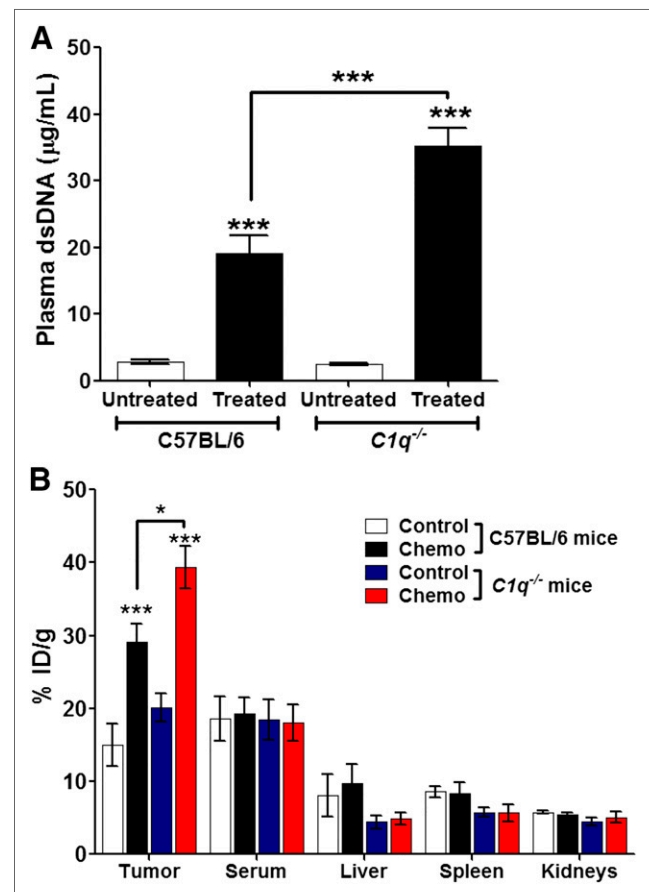 A
Plasma dsDNA (µg/mL)
50
40
30
20
10
0
***
***
***
Untreated Treated Untreated Treated
C57BL/6 C1q-/-
B
% ID/g
50
40
30
20
10
0
*
***
***
Control
Chemo
C57BL/6 mice
Control
Chemo
C1q-/- mice
Tumor Serum Liver Spleen Kidneys